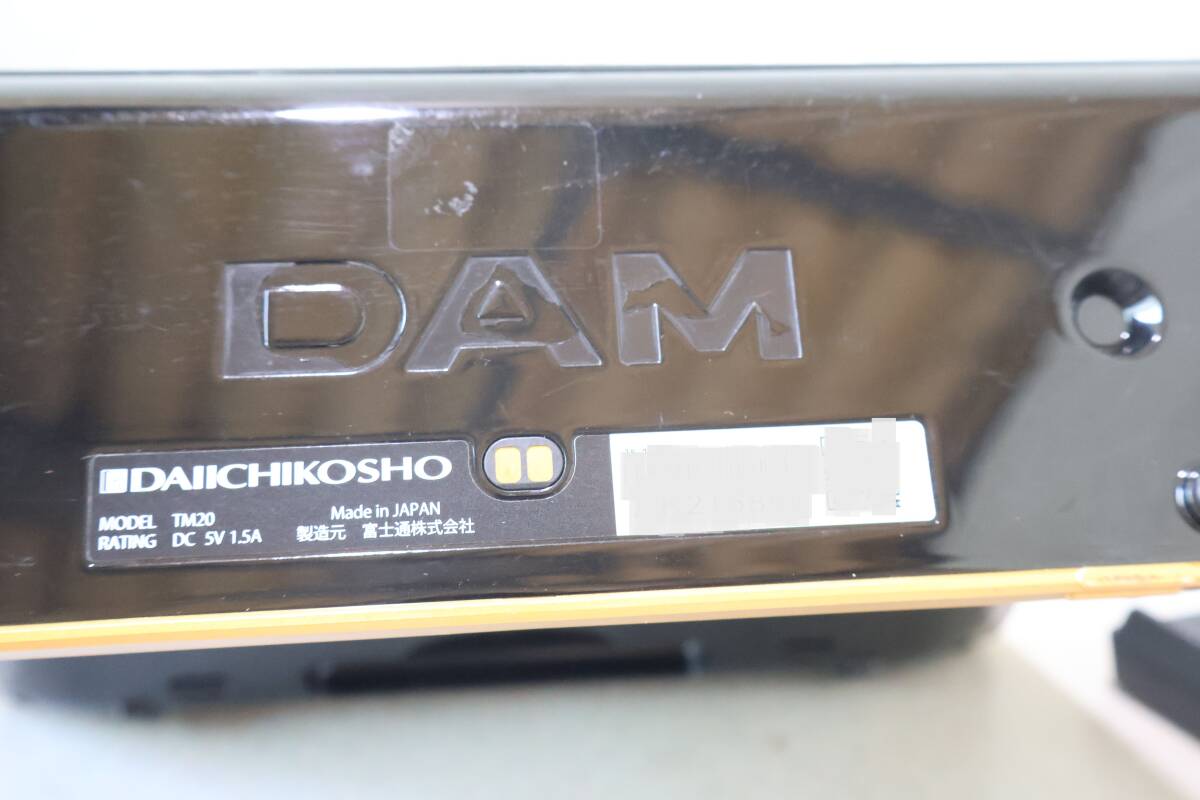 DAM
DAIICHIKOSHO
MODEL TM20
RATING DC 5V 1.5A
Made in JAPAN
製造元 富士通株式会社